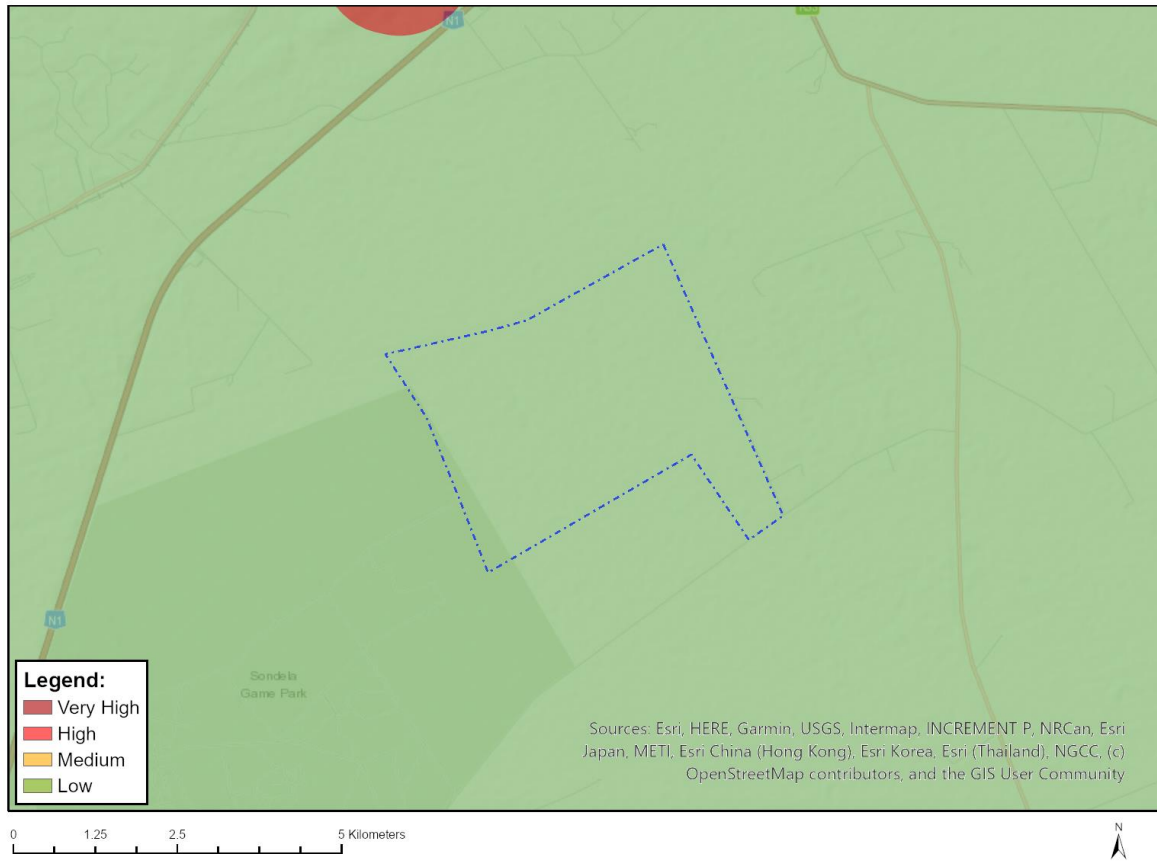 N1
N1
Sondela
Game Park
Legend:
Very High
High
Medium
Low
Sources: Esri, HERE, Garmin, USGS, Intermap, INCREMENT P, NRCan, Esri
Japan, METI, Esri China (Hong Kong), Esri Korea, Esri (Thailand), NGCC, (c)
OpenStreetMap contributors, and the GIS User Community
0 1.25 2.5 5 Kilometers
N